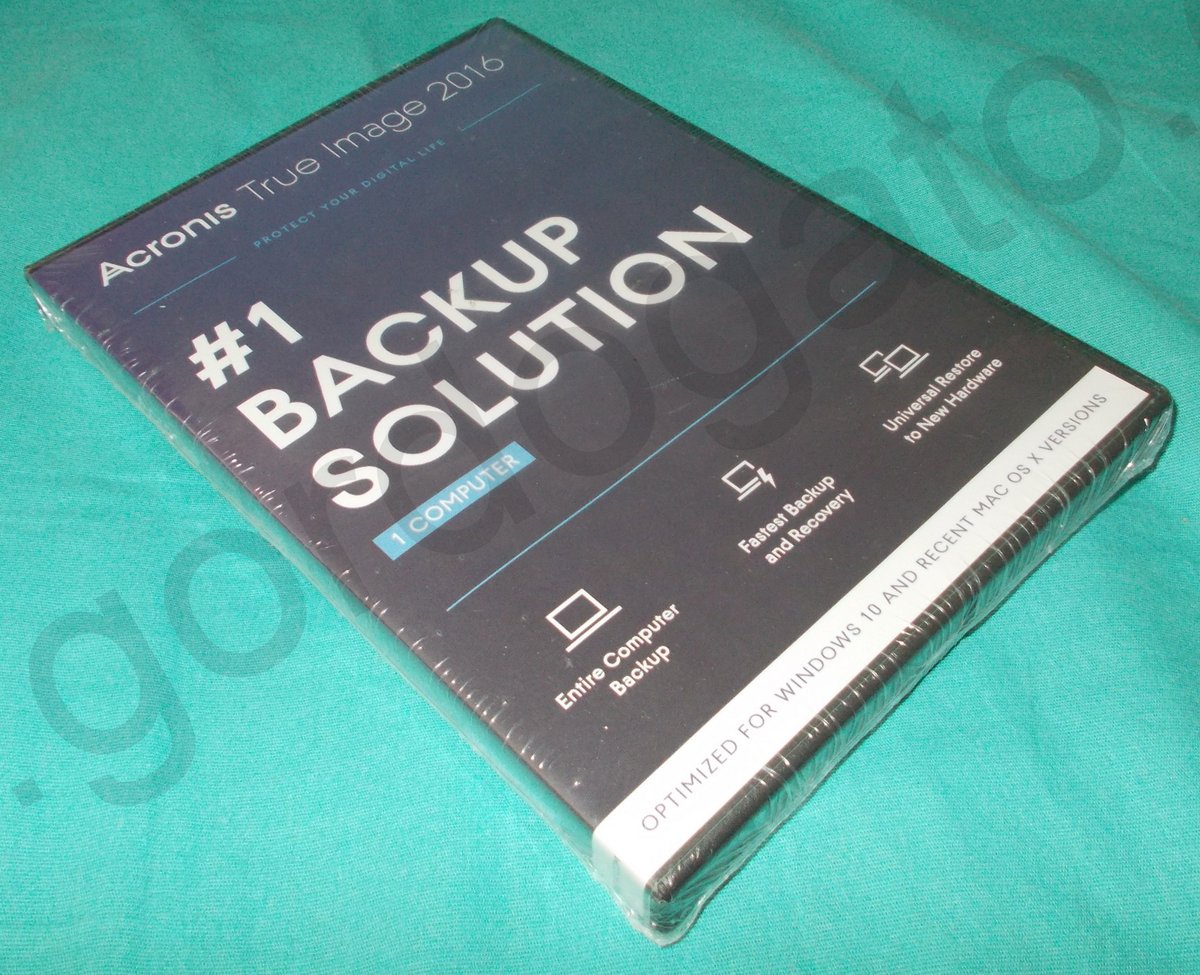 Acronis True Image 2016
PROTECT YOUR DIGITAL LIFE
#1
BACKUP
SOLUTION
1 COMPUTER
Entire Computer
Backup
Fastest Backup
and Recovery
Universal Restore
to New Hardware
OPTIMIZED FOR WINDOWS 10 AND RECENT MAC OS X VERSIONS
.gordogato.